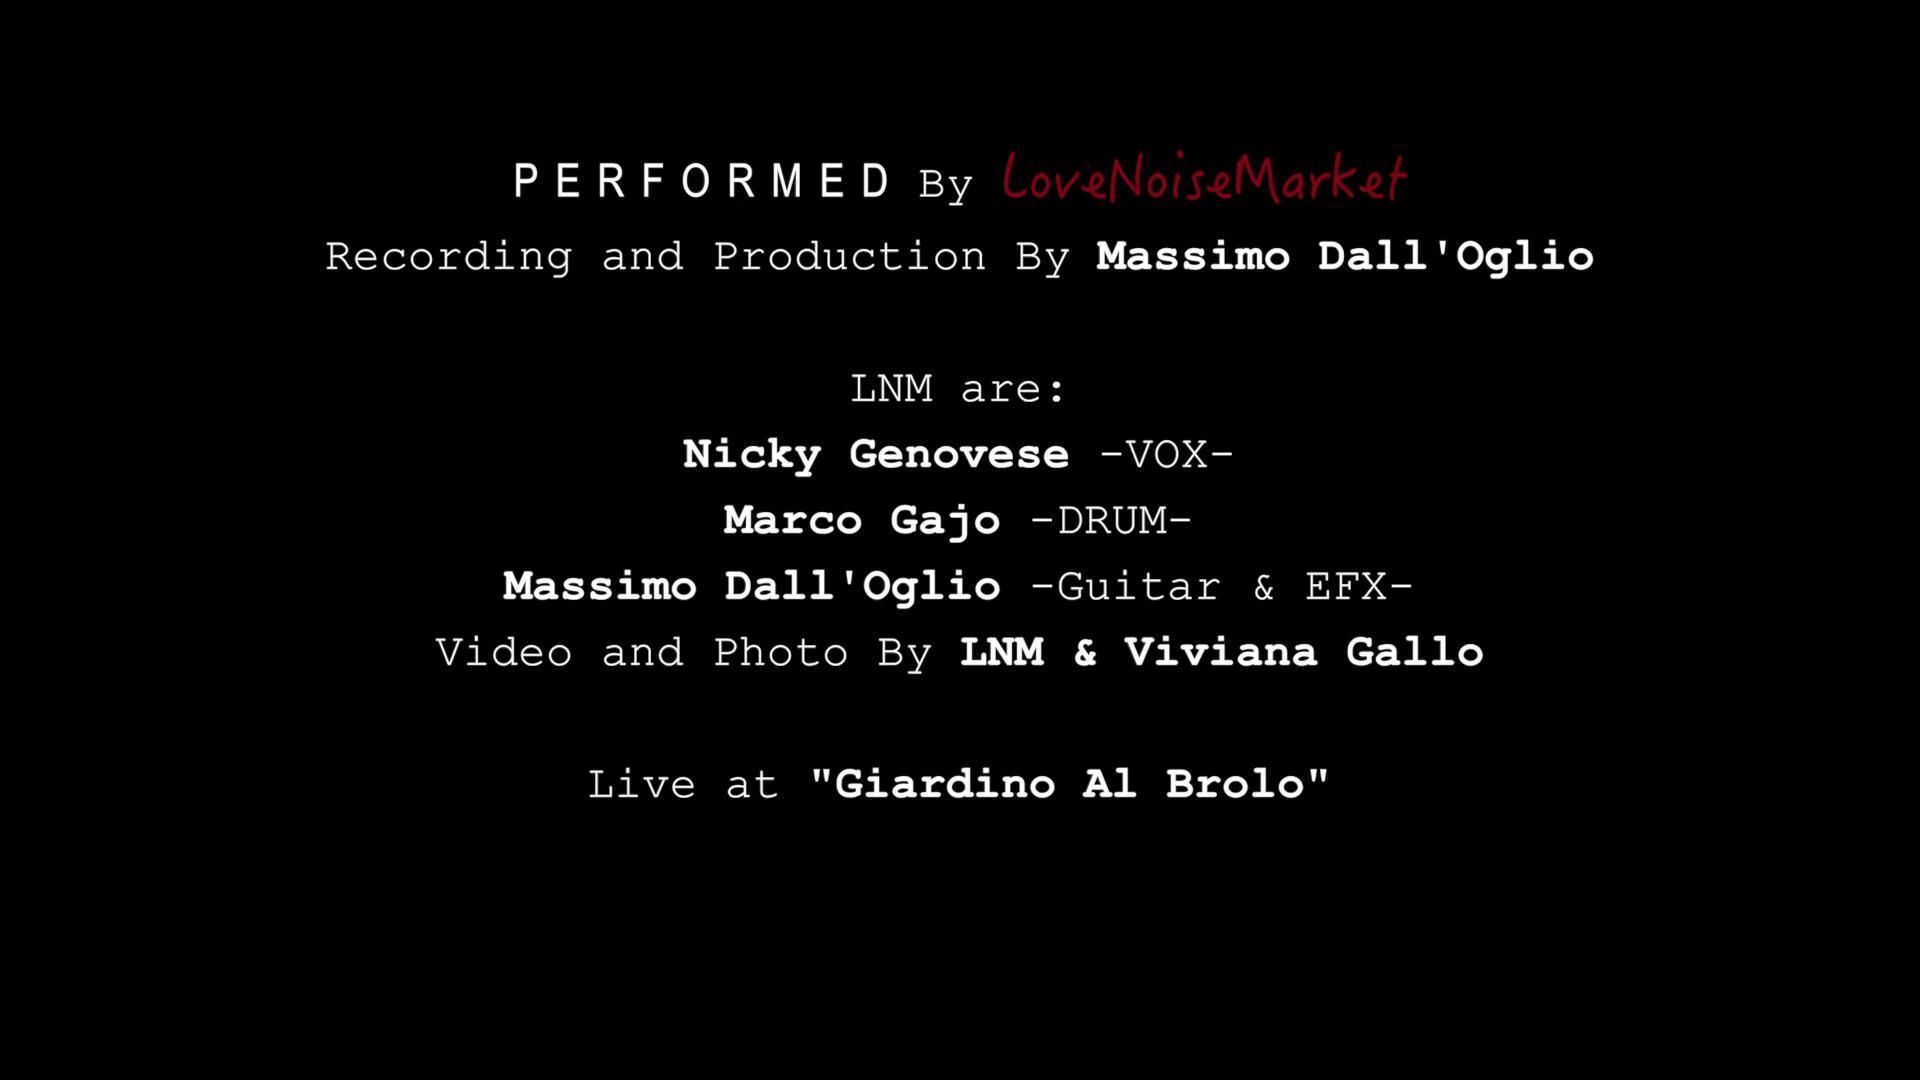 PERFORMED By LoveNoiseMarket
Recording and Production By Massimo Dall'Oglio
LNM are:
Nicky Genovese -VOX-
Marco Gajo -DRUM-
Massimo Dall'Oglio -Guitar & EFX-
Video and Photo By LNM & Viviana Gallo
Live at "Giardino Al Brolo"